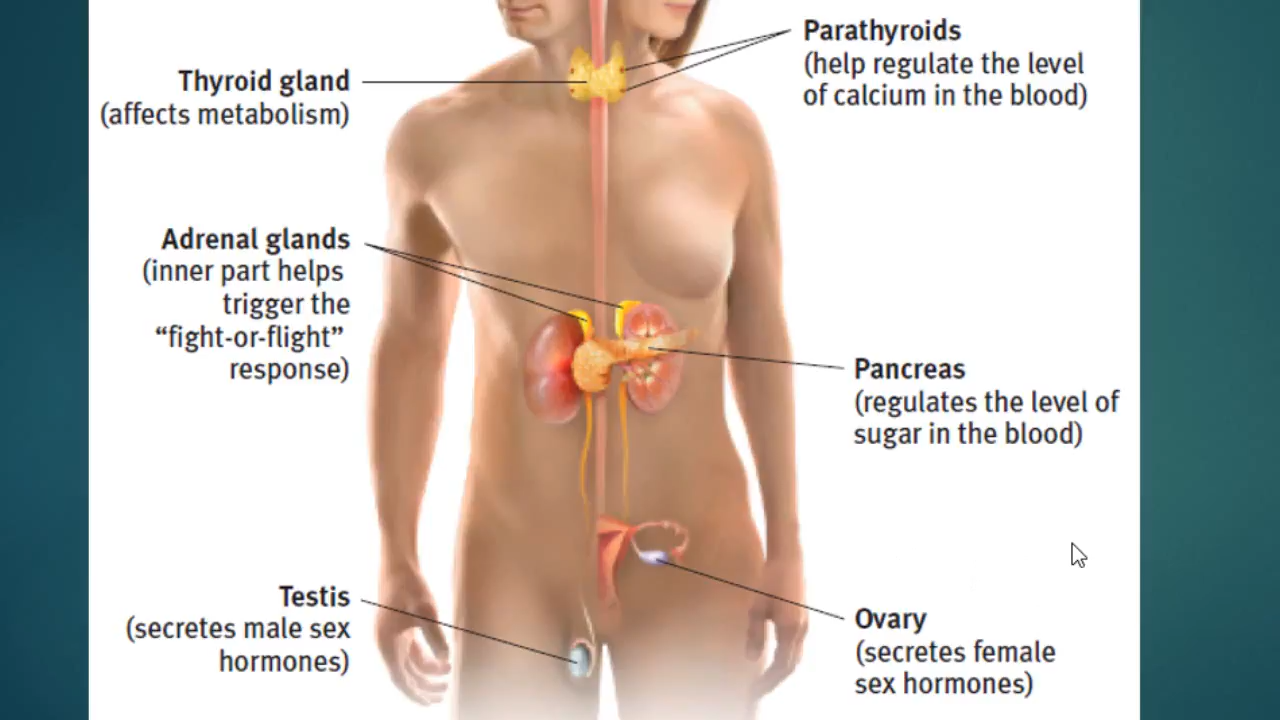 Thyroid gland
(affects metabolism)
Parathyroids
(help regulate the level
of calcium in the blood)
Adrenal glands
(inner part helps
trigger the
“fight-or-flight”
response)
Pancreas
(regulates the level of
sugar in the blood)
Testis
(secretes male sex
hormones)
Ovary
(secretes female
sex hormones)